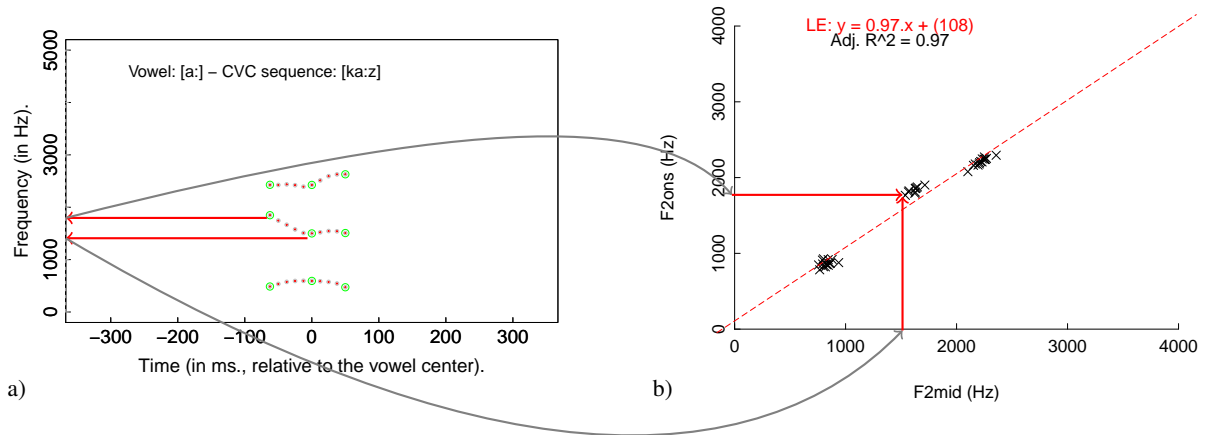 Vowel: [a:] − CVC sequence: [ka:z]
Frequency (in Hz).
0
1000
3000
5000
−300
−200
−100
0
100
200
300
Time (in ms., relative to the vowel center).
a)
LE: y = 0.97.x + (108)
Adj. R^2 = 0.97
F2ons (Hz)
0
1000
2000
3000
4000
0
1000
2000
3000
4000
F2mid (Hz)
b)